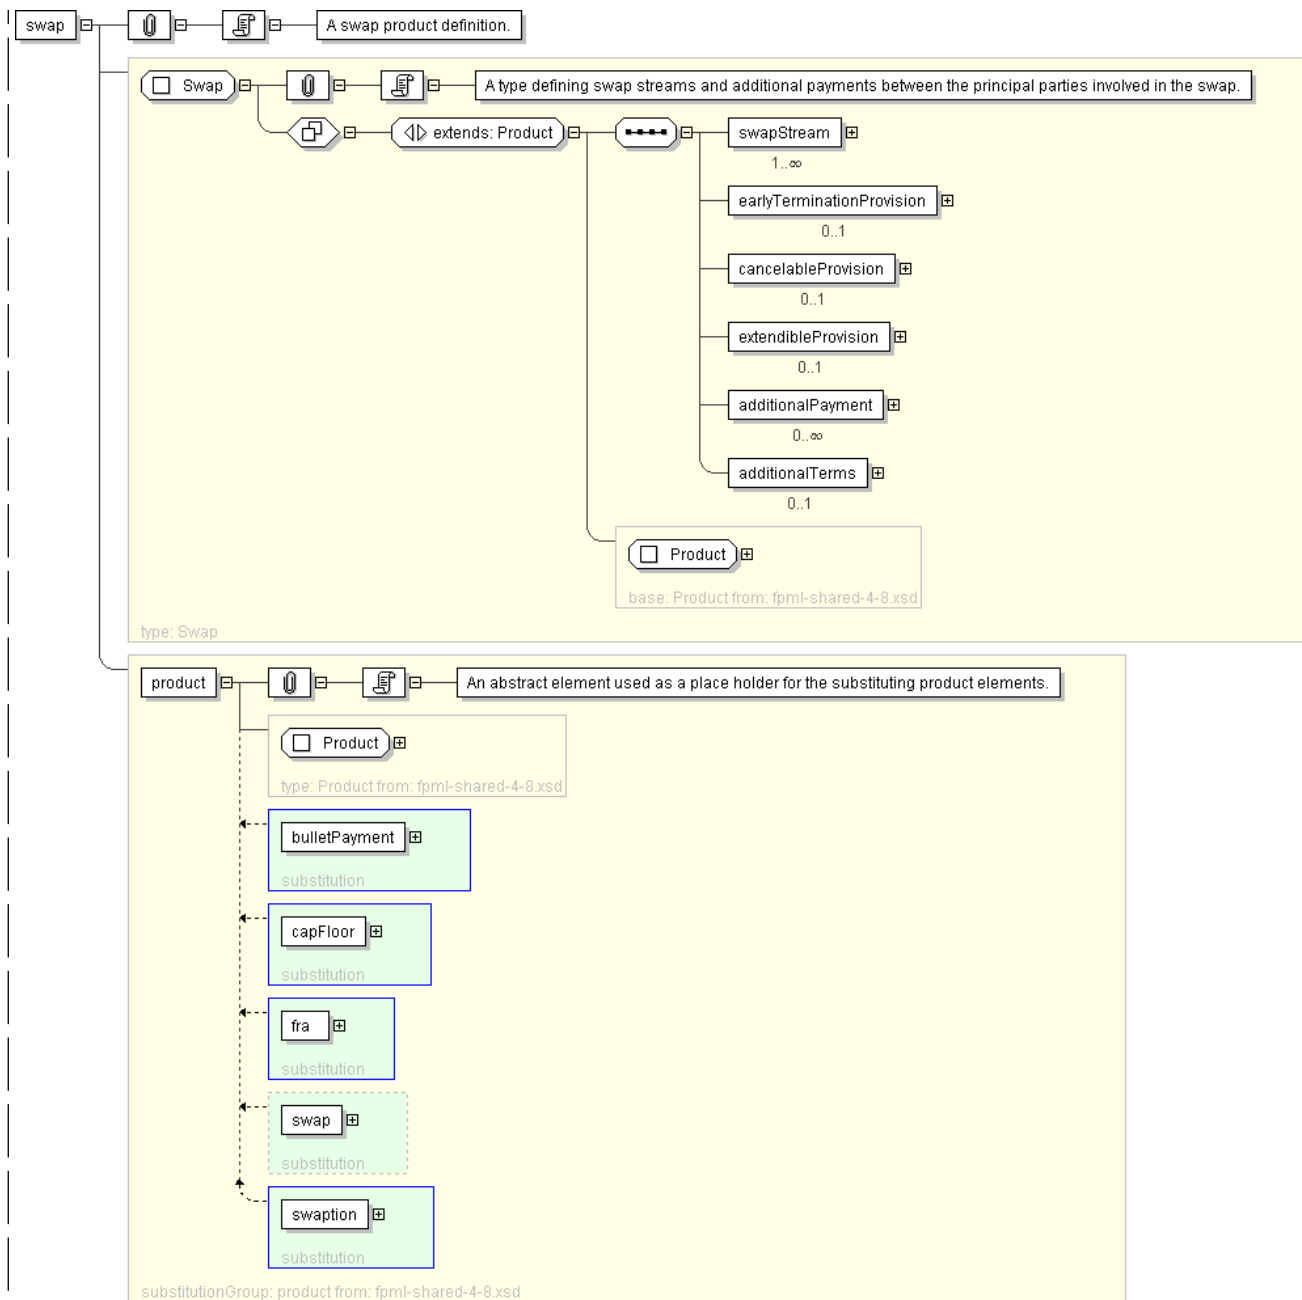 swap
A swap product definition.
Swap
A type defining swap streams and additional payments between the principal parties involved in the swap.
extends: Product
swapStream
1..∞
earlyTerminationProvision
0..1
cancelableProvision
0..1
extendibleProvision
0..1
additionalPayment
0..∞
additionalTerms
0..1
Product
base: Product from: fpml-shared-4-8.xsd
type: Swap
product
An abstract element used as a place holder for the substituting product elements.
Product
type: Product from: fpml-shared-4-8.xsd
bulletPayment
substitution
capFloor
substitution
fra
substitution
swap
substitution
swaption
substitution
substitutionGroup: product from: fpml-shared-4-8.xsd